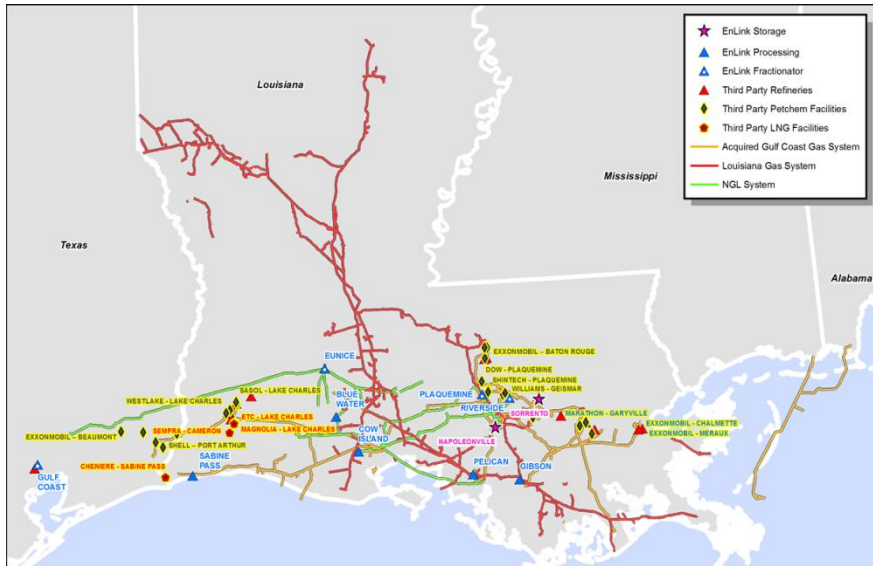 EnLink Storage
EnLink Processing
EnLink Fractionator
Third Party Refineries
Third Party Petchem Facilities
Third Party LNG Facilities
Acquired Gulf Coast Gas System
Louisiana Gas System
NGL System
Louisiana
Mississippi
Texas
Alabama
EUNICE
EXXONMOBIL – BATON ROUGE
DOW - PLAQUEMINE
SHINTECH - PLAQUEMINE
SASOL - LAKE CHARLES
WILLIAMS - GEISMAR
WESTLAKE - LAKE CHARLES
BLUE
WATER
PLAQUEMINE
RIVERSIDE
SORRENTO
MARATHON - GARYVILLE
ETC - LAKE CHARLES
EXXONMOBIL - CHALMETTE
EXXONMOBIL – BEAUMONT
SEMPRA - CAMERON
MAGNOLIA - LAKE CHARLES
COW
ISLAND
EXXONMOBIL - MERAUX
NAPOLEONVILLE
SHELL - PORT ARTHUR
SABINE
PASS
CHENIERE - SABINE PASS
PELICAN
GIBSON
GULF
COAST